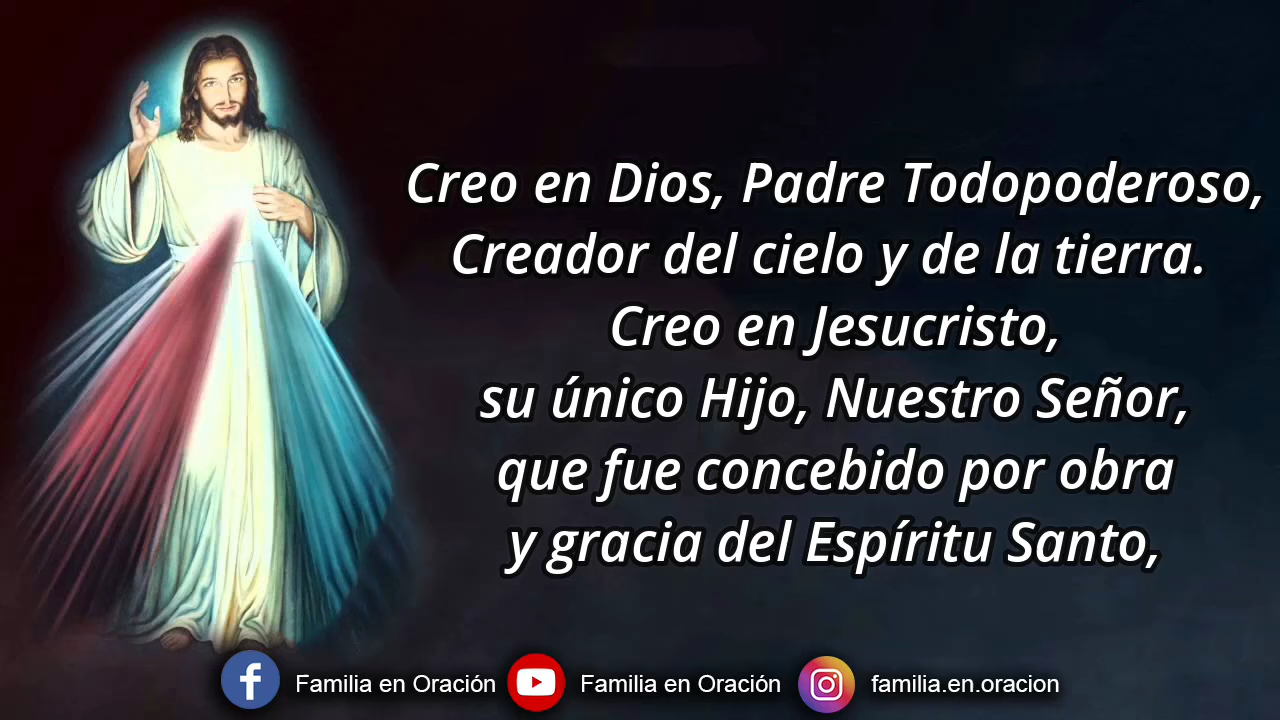 Creo en Dios, Padre Todopoderoso,
Creador del cielo y de la tierra.
Creo en Jesucristo,
su único Hijo, Nuestro Señor,
que fue concebido por obra
y gracia del Espíritu Santo,
Familia en Oración Familia en Oración familia.en.oracion